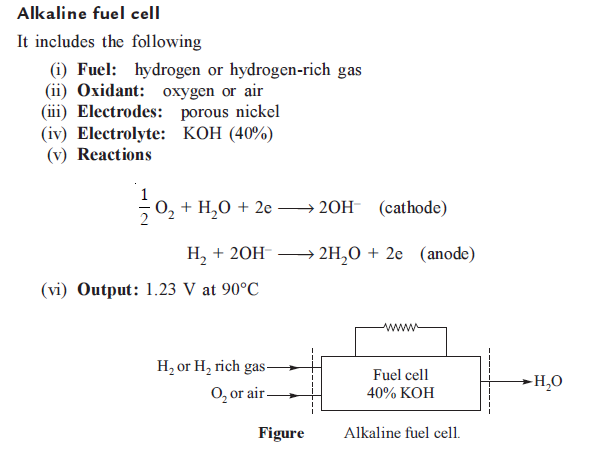 Alkaline fuel cell
It includes the following
(i) Fuel: hydrogen or hydrogen-rich gas
(ii) Oxidant: oxygen or air
(iii) Electrodes: porous nickel
(iv) Electrolyte: KOH (40%)
(v) Reactions
1/2 O₂ + H₂O + 2e ⟶ 2OH⁻ (cathode)
H₂ + 2OH⁻ ⟶ 2H₂O + 2e (anode)
(vi) Output: 1.23 V at 90°C
H₂ or H₂ rich gas
O₂ or air
Fuel cell
40% KOH
H₂O
Figure Alkaline fuel cell.